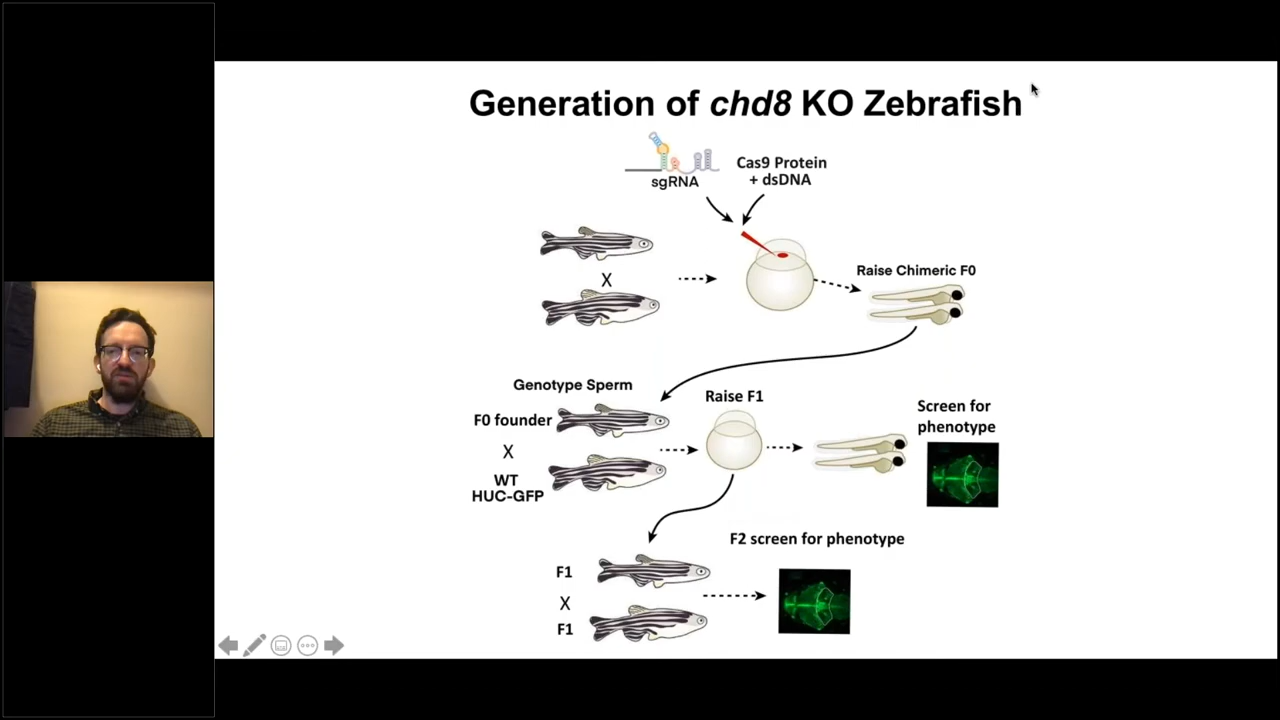 Generation of chd8 KO Zebrafish
sgRNA
Cas9 Protein
+ dsDNA
X
Raise Chimeric F0
Genotype Sperm
F0 founder
X
WT
HUC-GFP
Raise F1
Screen for
phenotype
F2 screen for phenotype
F1
X
F1